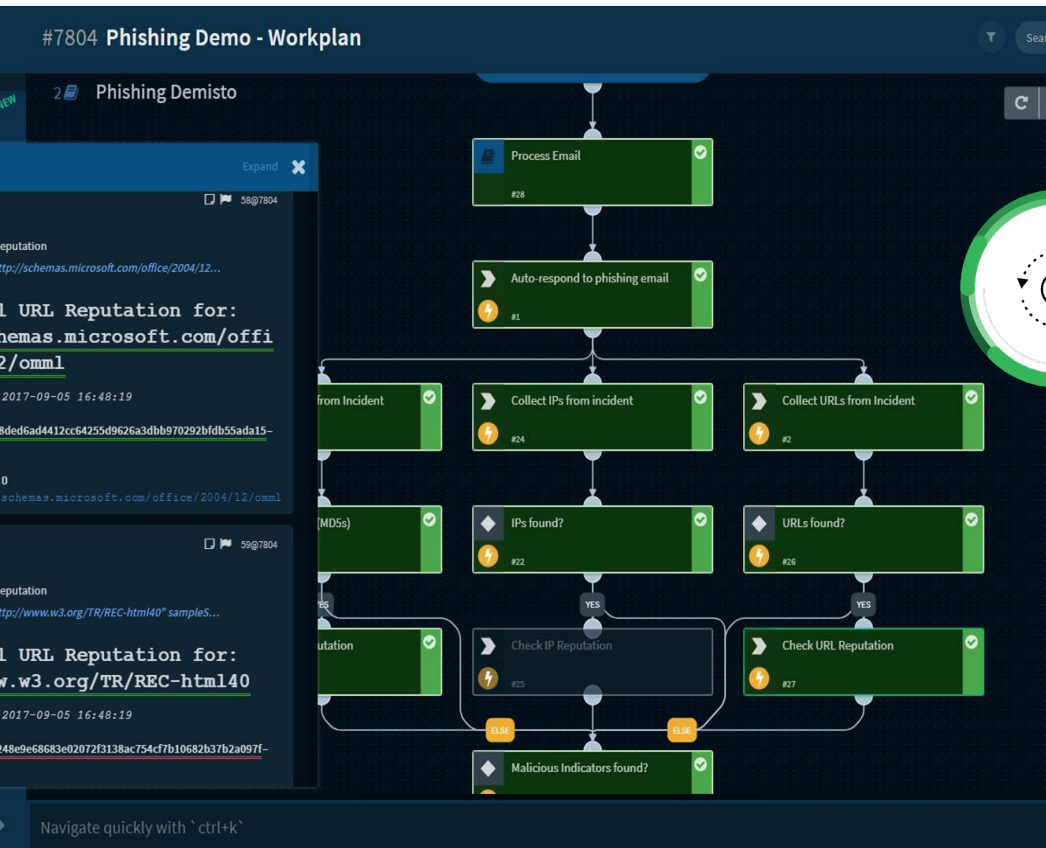 #7804 Phishing Demo - Workplan
Sear
NEW
2 Phishing Demisto
Expand
58@7804
eputation
ttp://schemas.microsoft.com/office/2004/12...
l URL Reputation for:
hemas.microsoft.com/offi
2/omml
2017-09-05 16:48:19
8ded6ad4412cc64255d9626a3dbb970292bfdb55ada15-
0
schemas.microsoft.com/office/2004/12/omml
59@7804
eputation
ttp://www.w3.org/TR/REC-html40" sampleS...
l URL Reputation for:
w.w3.org/TR/REC-html40
2017-09-05 16:48:19
248e9e68683e02072f3138ac754cf7b10682b37b2a097f-
Process Email
#28
Auto-respond to phishing email
#1
from Incident
Collect IPs from incident
#24
Collect URLs from Incident
#2
(MD5s)
IPs found?
#22
URLs found?
#26
YES
YES
YES
utation
Check IP Reputation
#25
Check URL Reputation
#27
ELSE
ELSE
Malicious Indicators found?
Navigate quickly with `ctrl+k`